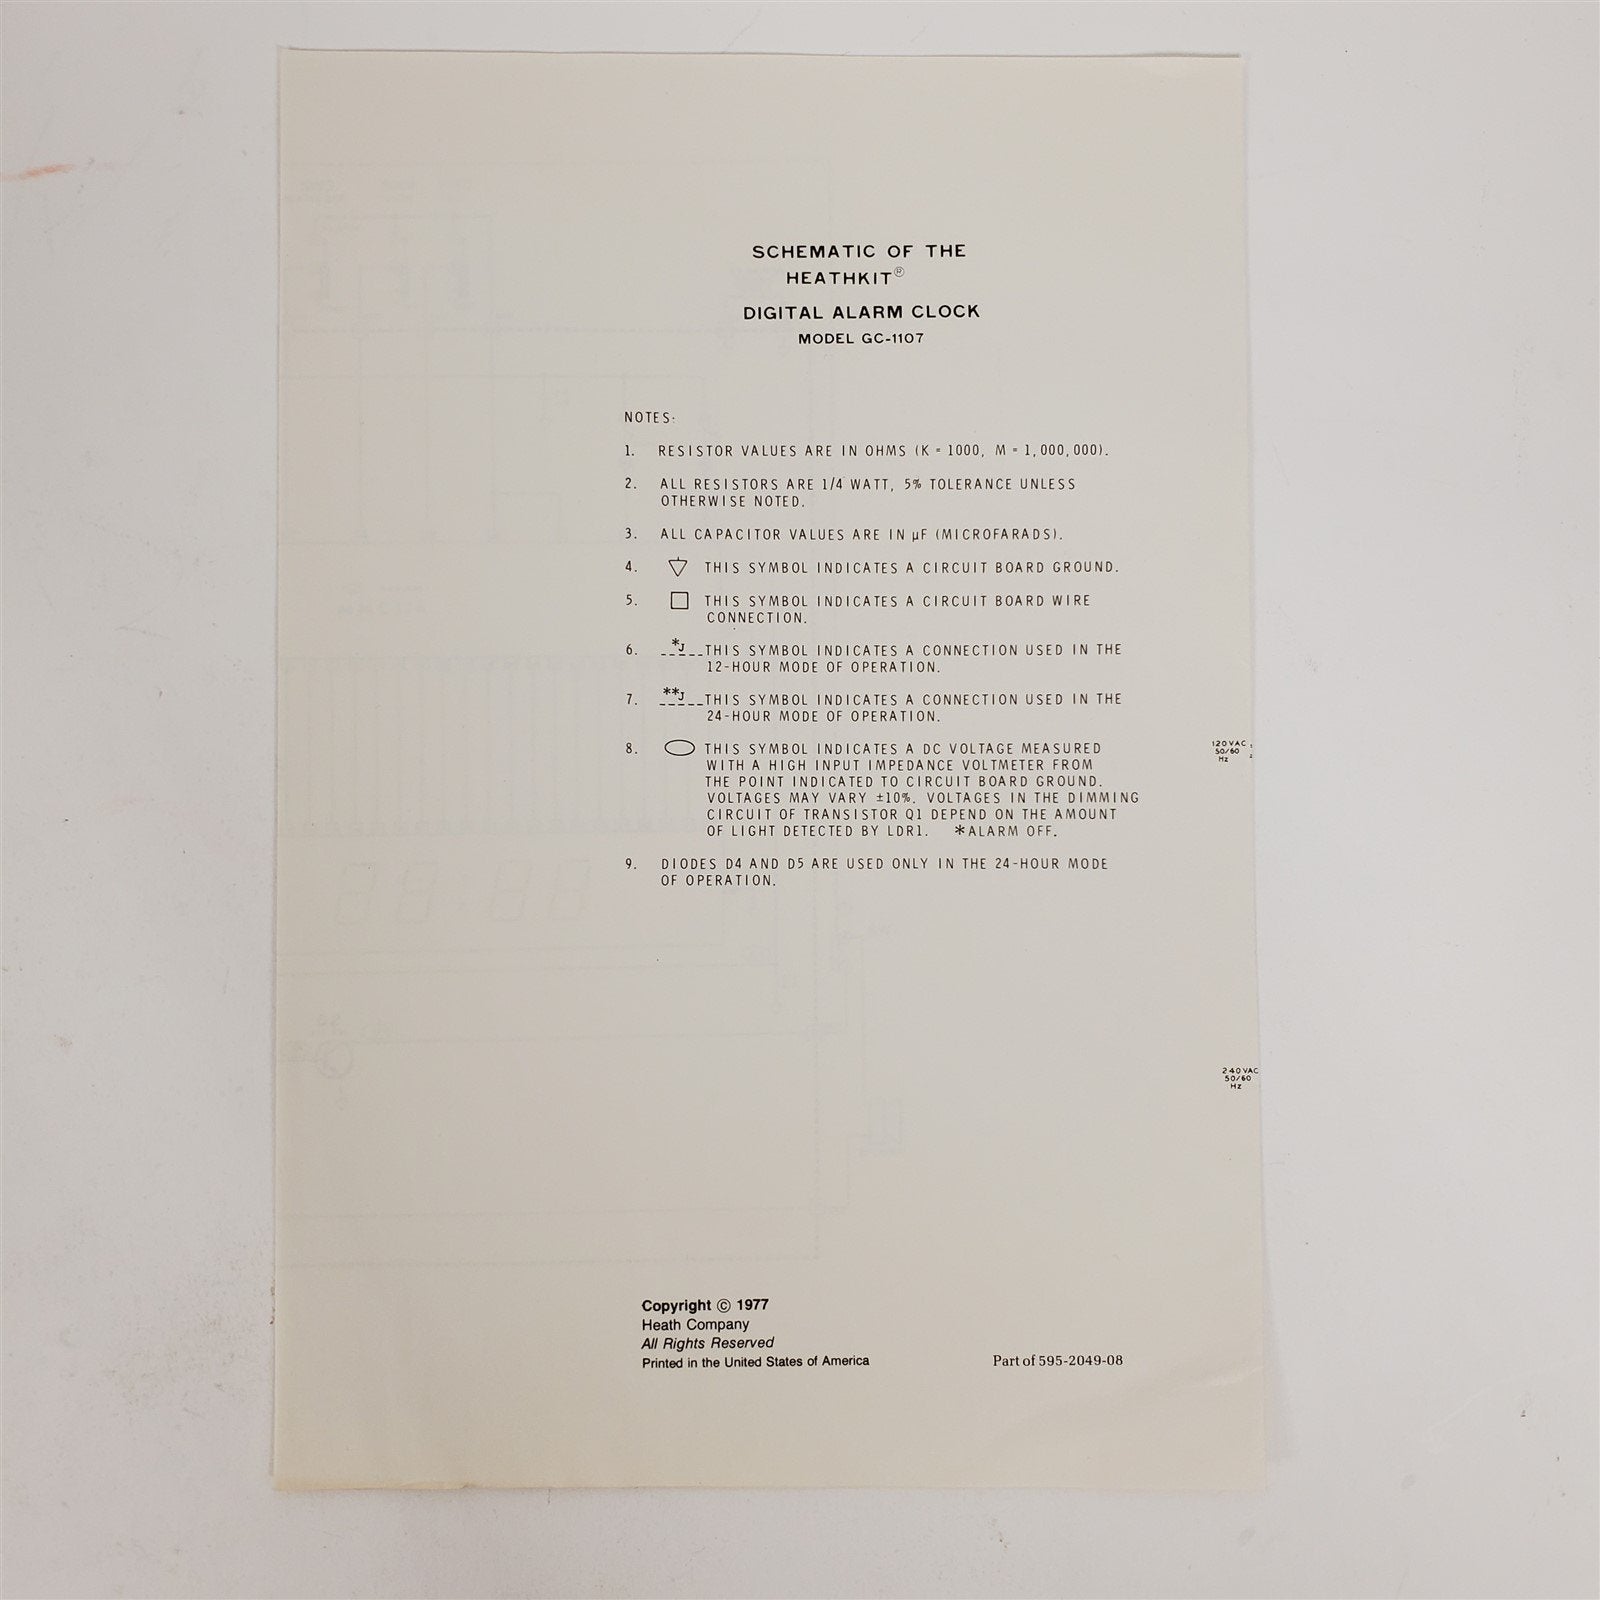 SCHEMATIC OF THE
HEATHKIT®
DIGITAL ALARM CLOCK
MODEL GC-1107
NOTES:
1. RESISTOR VALUES ARE IN OHMS (K = 1000, M = 1,000,000).
2. ALL RESISTORS ARE 1/4 WATT, 5% TOLERANCE UNLESS
OTHERWISE NOTED.
3. ALL CAPACITOR VALUES ARE IN µF (MICROFARADS).
4. THIS SYMBOL INDICATES A CIRCUIT BOARD GROUND.
5. THIS SYMBOL INDICATES A CIRCUIT BOARD WIRE
CONNECTION.
6. *J THIS SYMBOL INDICATES A CONNECTION USED IN THE
12-HOUR MODE OF OPERATION.
7. **J THIS SYMBOL INDICATES A CONNECTION USED IN THE
24-HOUR MODE OF OPERATION.
8. THIS SYMBOL INDICATES A DC VOLTAGE MEASURED
WITH A HIGH INPUT IMPEDANCE VOLTMETER FROM
THE POINT INDICATED TO CIRCUIT BOARD GROUND.
VOLTAGES MAY VARY ±10%. VOLTAGES IN THE DIMMING
CIRCUIT OF TRANSISTOR Q1 DEPEND ON THE AMOUNT
OF LIGHT DETECTED BY LDR1. *ALARM OFF.
9. DIODES D4 AND D5 ARE USED ONLY IN THE 24-HOUR MODE
OF OPERATION.
120VAC
50/60
Hz
240VAC
50/60
Hz
Copyright © 1977
Heath Company
All Rights Reserved
Printed in the United States of America
Part of 595-2049-08